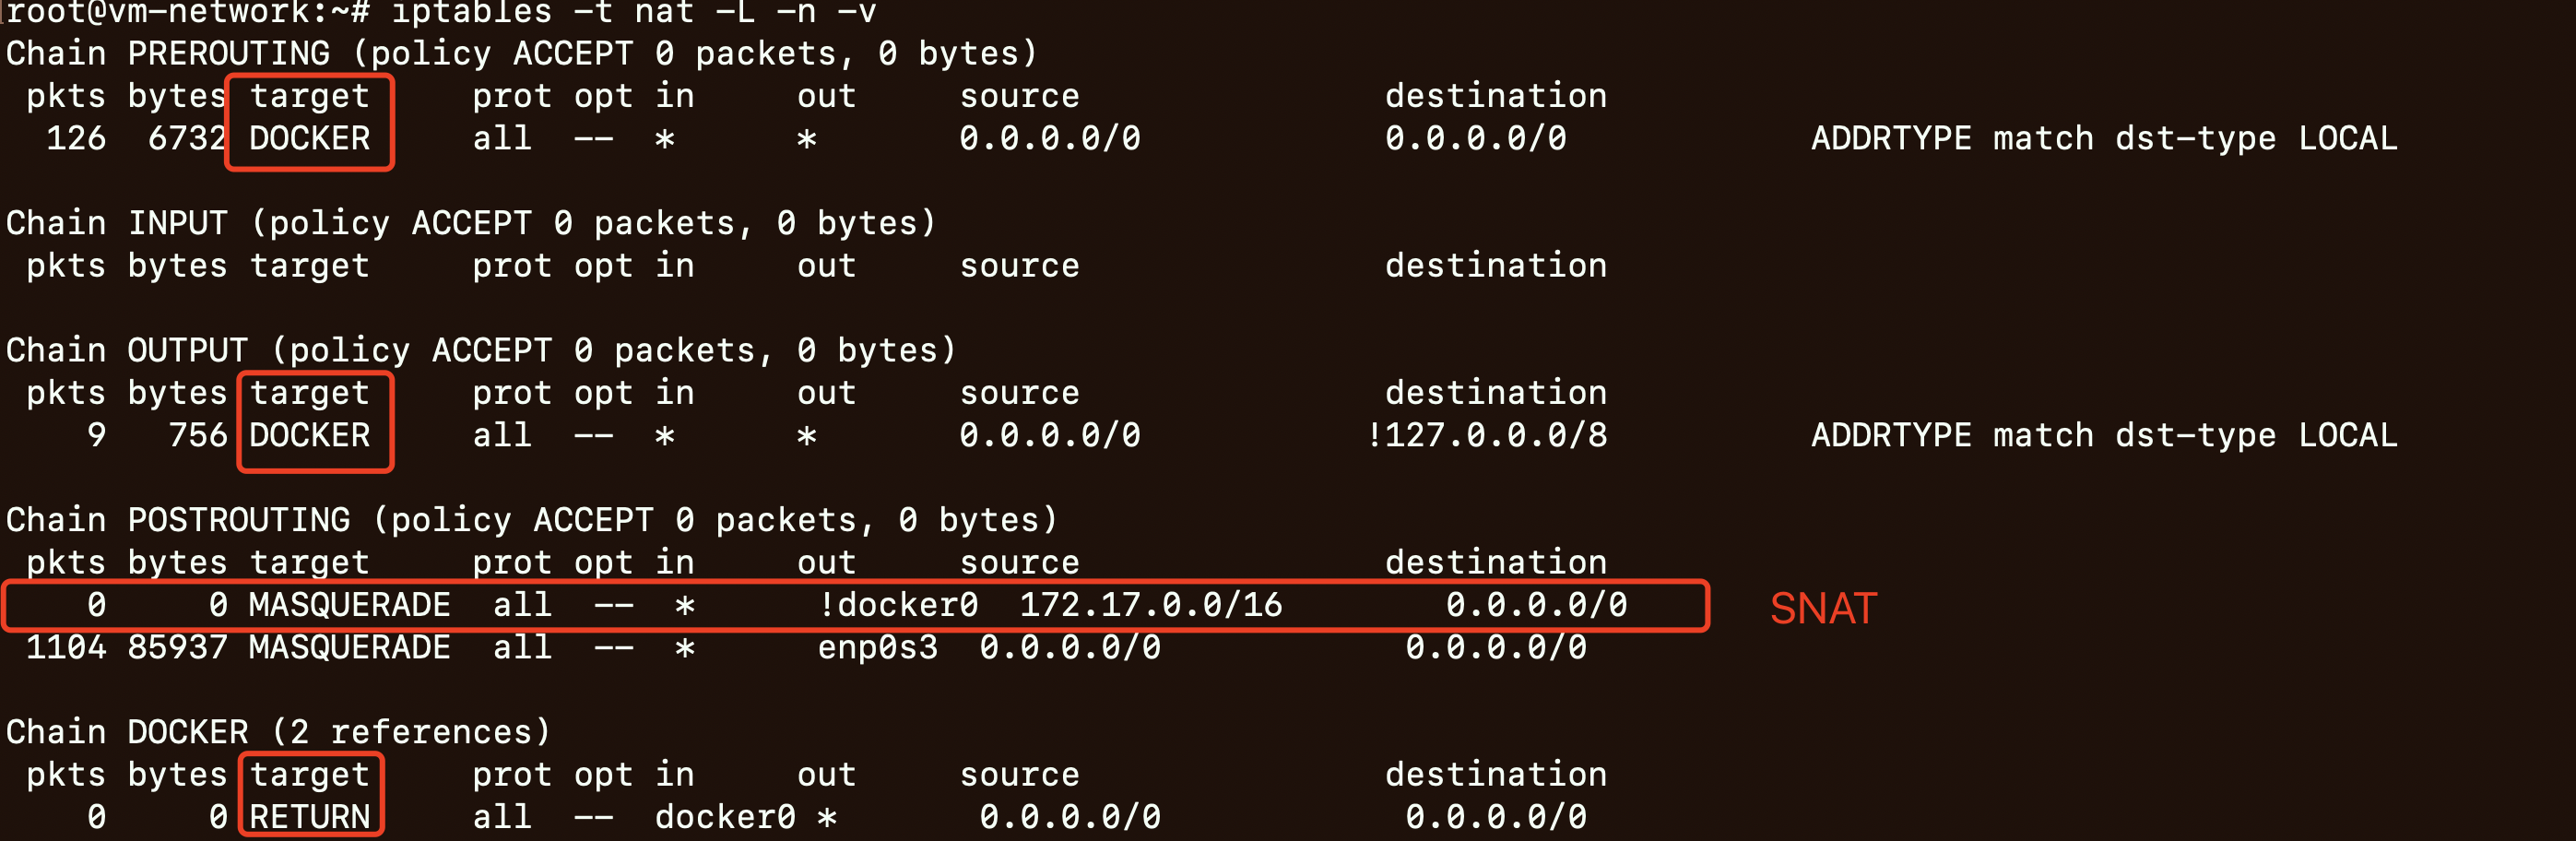 root@vm-network:~# iptables -t nat -L -n -v
Chain PREROUTING (policy ACCEPT 0 packets, 0 bytes)
pkts bytes target prot opt in out source destination
126 6732 DOCKER all -- * * 0.0.0.0/0 0.0.0.0/0 ADDRTYPE match dst-type LOCAL
Chain INPUT (policy ACCEPT 0 packets, 0 bytes)
pkts bytes target prot opt in out source destination
Chain OUTPUT (policy ACCEPT 0 packets, 0 bytes)
pkts bytes target prot opt in out source destination
9 756 DOCKER all -- * * 0.0.0.0/0 !127.0.0.0/8 ADDRTYPE match dst-type LOCAL
Chain POSTROUTING (policy ACCEPT 0 packets, 0 bytes)
pkts bytes target prot opt in out source destination
0 0 MASQUERADE all -- * !docker0 172.17.0.0/16 0.0.0.0/0 SNAT
1104 85937 MASQUERADE all -- * enp0s3 0.0.0.0/0 0.0.0.0/0
Chain DOCKER (2 references)
pkts bytes target prot opt in out source destination
0 0 RETURN all -- docker0 * 0.0.0.0/0 0.0.0.0/0